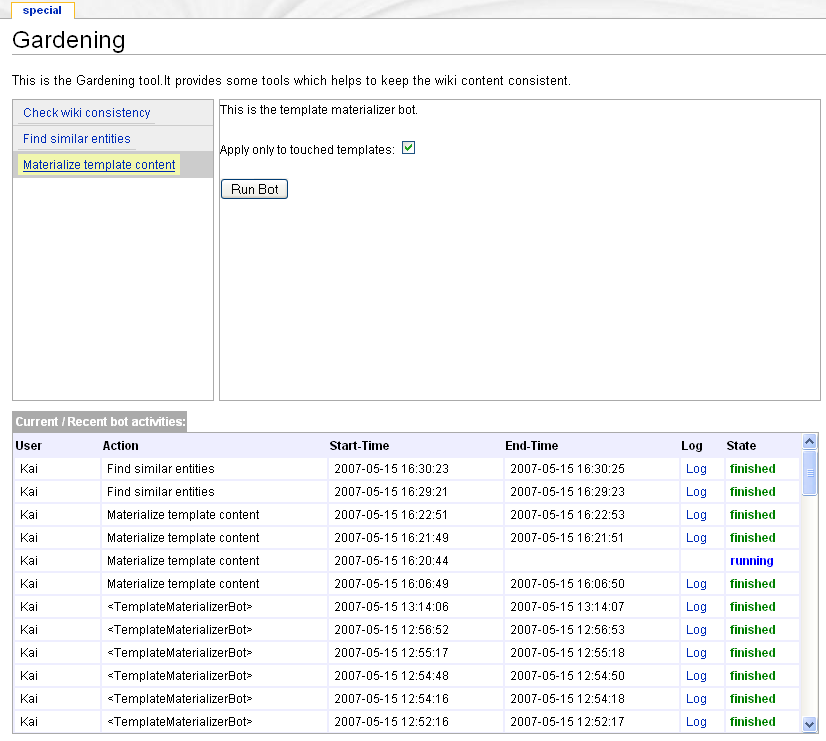 special
Gardening
This is the Gardening tool.It provides some tools which helps to keep the wiki content consistent.
Check wiki consistency
Find similar entities
Materialize template content
This is the template materializer bot.
Apply only to touched templates:
Run Bot
Current / Recent bot activities:
User Action Start-Time End-Time Log State
Kai Find similar entities 2007-05-15 16:30:23 2007-05-15 16:30:25 Log finished
Kai Find similar entities 2007-05-15 16:29:21 2007-05-15 16:29:23 Log finished
Kai Materialize template content 2007-05-15 16:22:51 2007-05-15 16:22:53 Log finished
Kai Materialize template content 2007-05-15 16:21:49 2007-05-15 16:21:51 Log finished
Kai Materialize template content 2007-05-15 16:20:44 running
Kai Materialize template content 2007-05-15 16:06:49 2007-05-15 16:06:50 Log finished
Kai <TemplateMaterializerBot> 2007-05-15 13:14:06 2007-05-15 13:14:07 Log finished
Kai <TemplateMaterializerBot> 2007-05-15 12:56:52 2007-05-15 12:56:53 Log finished
Kai <TemplateMaterializerBot> 2007-05-15 12:55:17 2007-05-15 12:55:18 Log finished
Kai <TemplateMaterializerBot> 2007-05-15 12:54:48 2007-05-15 12:54:50 Log finished
Kai <TemplateMaterializerBot> 2007-05-15 12:54:16 2007-05-15 12:54:18 Log finished
Kai <TemplateMaterializerBot> 2007-05-15 12:52:16 2007-05-15 12:52:17 Log finished